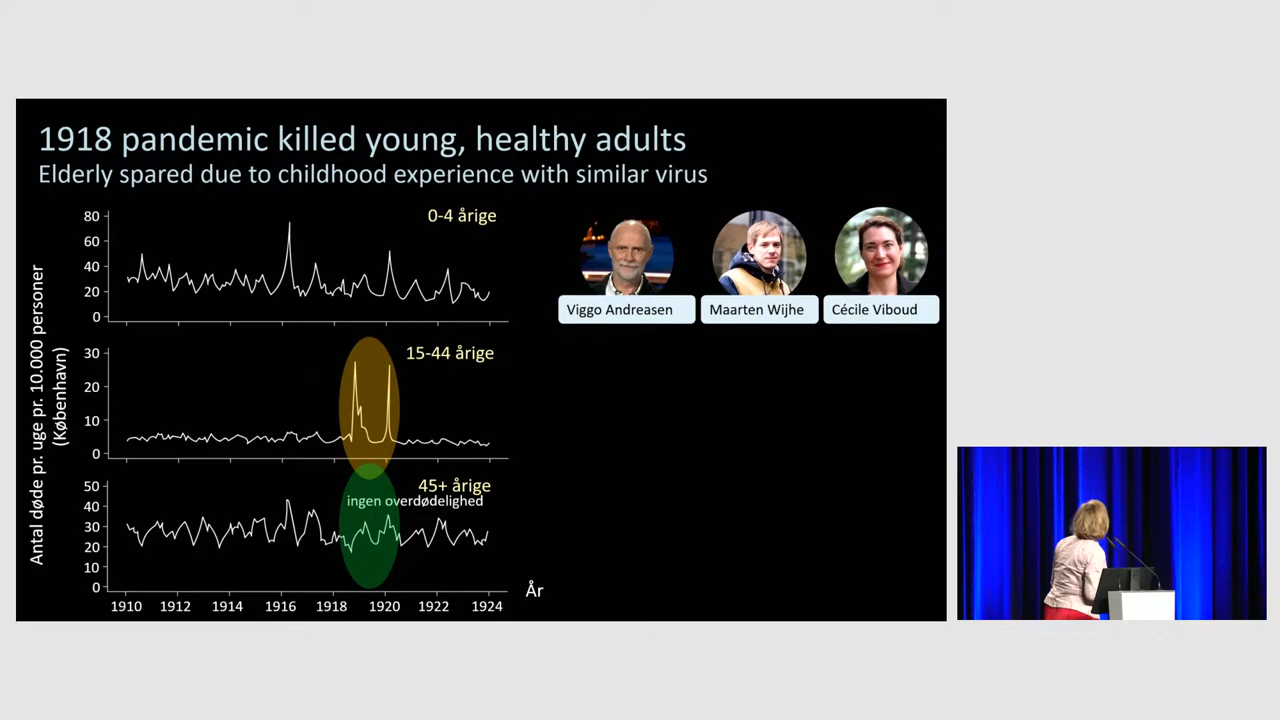 1918 pandemic killed young, healthy adults
Elderly spared due to childhood experience with similar virus
Antal døde pr. uge pr. 10.000 personer
(København)
0-4 årige
80
60
40
20
0
15-44 årige
30
20
10
0
45+ årige
ingen overdødelighed
50
40
30
20
10
0
1910 1912 1914 1916 1918 1920 1922 1924
År
Viggo Andreasen
Maarten Wijhe
Cécile Viboud